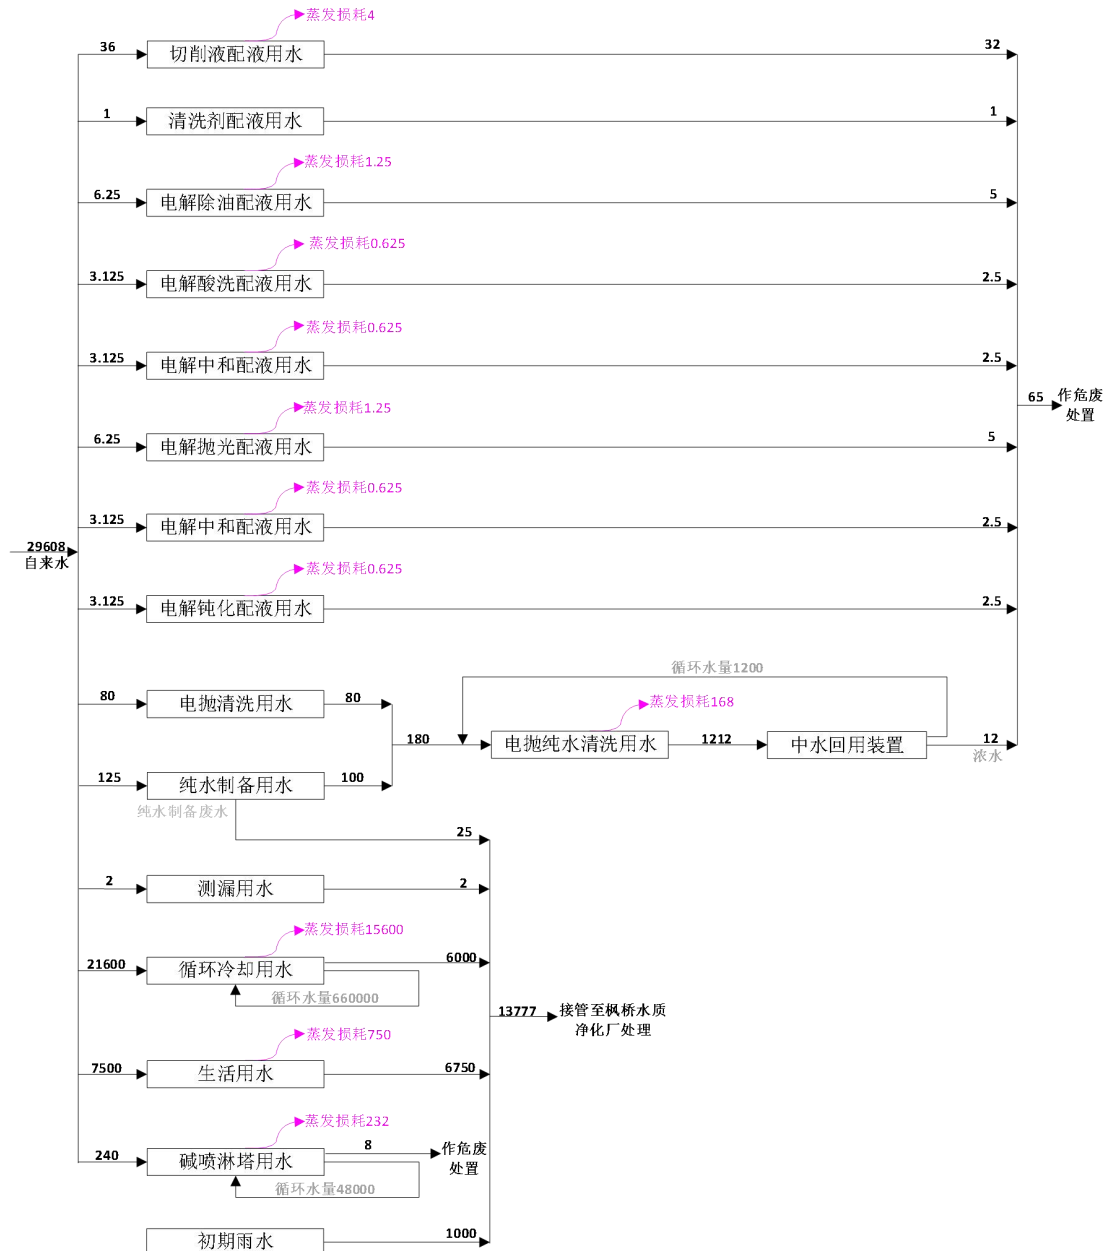 蒸发损耗4
36
切削液配液用水
32
1
清洗剂配液用水
1
蒸发损耗1.25
6.25
电解除油配液用水
5
蒸发损耗0.625
3.125
电解酸洗配液用水
2.5
蒸发损耗0.625
3.125
电解中和配液用水
2.5
65
作危废
处置
蒸发损耗1.25
6.25
电解抛光配液用水
5
蒸发损耗0.625
3.125
电解中和配液用水
2.5
29608
自来水
蒸发损耗0.625
3.125
电解钝化配液用水
2.5
循环水量1200
80
电抛清洗用水
80
蒸发损耗168
180
电抛纯水清洗用水
1212
中水回用装置
12
浓水
125
纯水制备用水
100
纯水制备废水
25
2
测漏用水
2
蒸发损耗15600
21600
循环冷却用水
6000
循环水量660000
13777
接管至枫桥水质
净化厂处理
蒸发损耗750
7500
生活用水
6750
蒸发损耗232
240
碱喷淋塔用水
8
作危废
处置
循环水量48000
初期雨水
1000